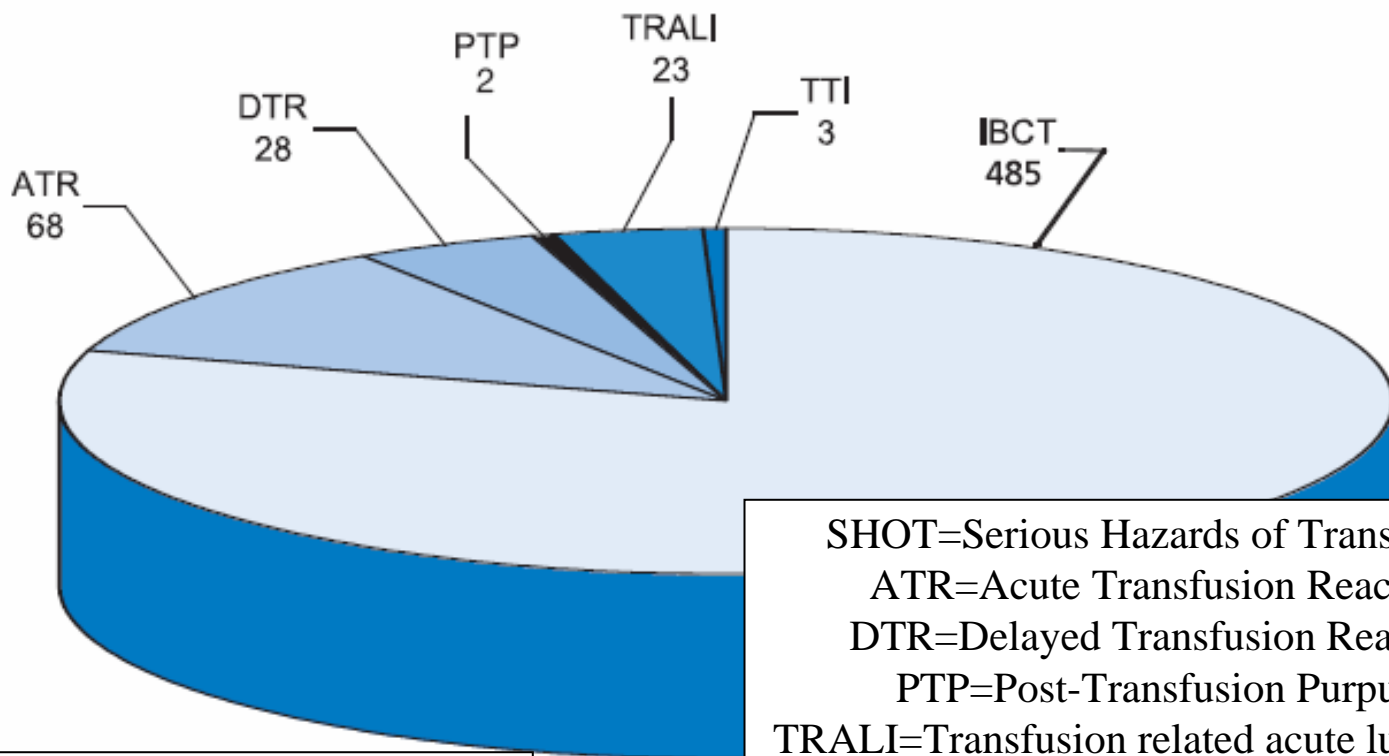 TRALI
23
PTP
2
TTI
3
DTR
28
IBCT
485
ATR
68
SHOT=Serious Hazards of Trans
ATR=Acute Transfusion Reac
DTR=Delayed Transfusion Rea
PTP=Post-Transfusion Purpu
TRALI=Transfusion related acute lu